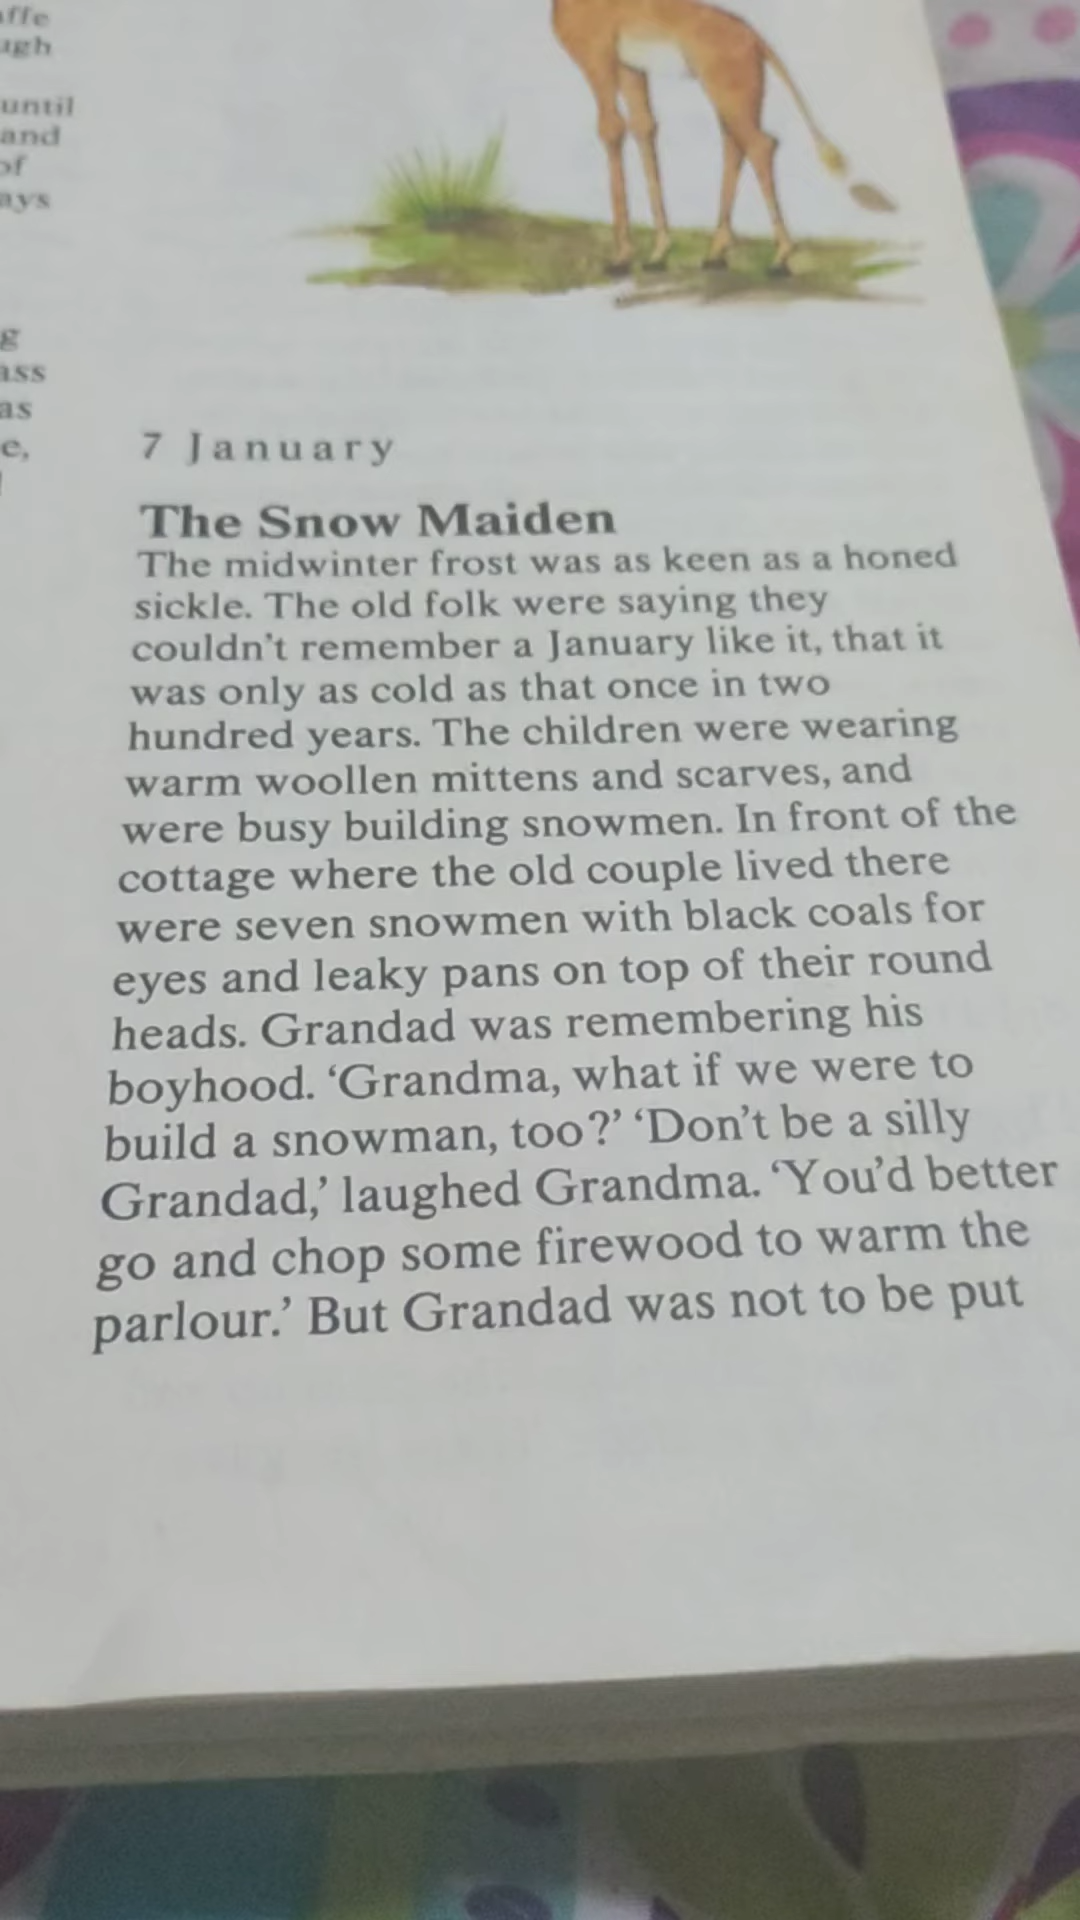 until
and
of
7 January
The Snow Maiden
The midwinter frost was as keen as a honed
sickle. The old folk were saying they
couldn't remember a January like it, that it
was only as cold as that once in two
hundred years. The children were wearing
warm woollen mittens and scarves, and
were busy building snowmen. In front of the
cottage where the old couple lived there
were seven snowmen with black coals for
eyes and leaky pans on top of their round
heads. Grandad was remembering his
boyhood. ‘Grandma, what if we were to
build a snowman, too?’ ‘Don’t be a silly
Grandad,’ laughed Grandma. ‘You’d better
go and chop some firewood to warm the
parlour.’ But Grandad was not to be put